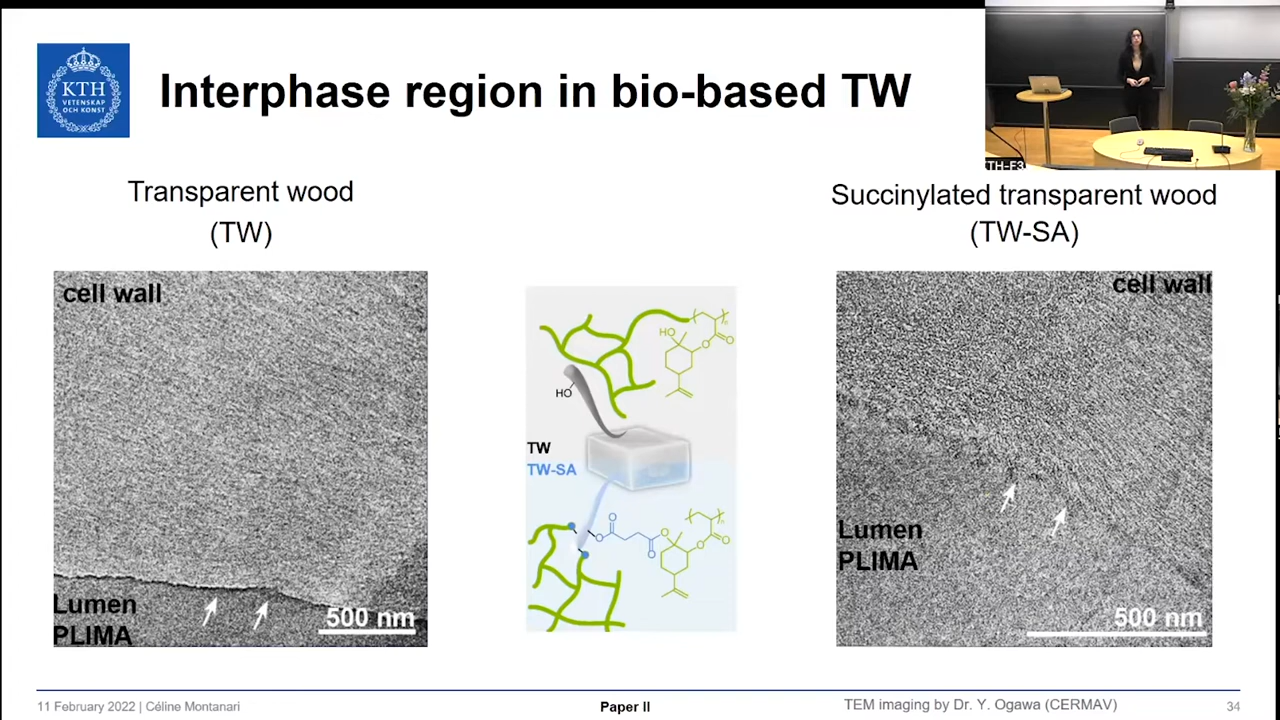 KTH
VETENSKAP
OCH KONST
Interphase region in bio-based TW
KTH-F3
Transparent wood
(TW)
Succinylated transparent wood
(TW-SA)
cell wall
Lumen
PLIMA
500 nm
HO
O
O
n
HO
TW
TW-SA
O
O
O
O
O
O
n
cell wall
Lumen
PLIMA
500 nm
11 February 2022 | Céline Montanari
Paper II
TEM imaging by Dr. Y. Ogawa (CERMAV)
34